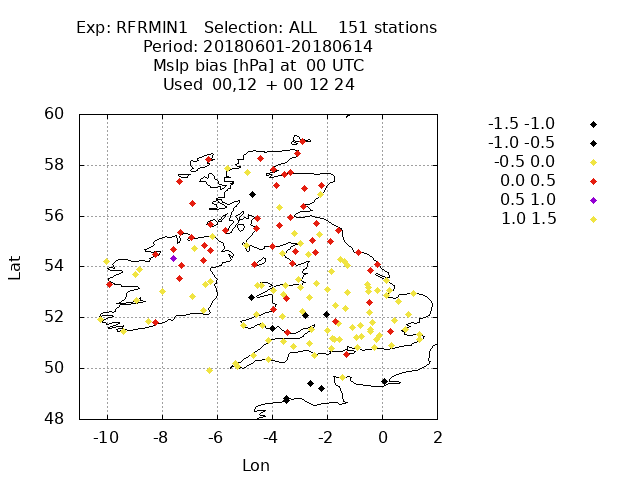 Exp: RFRMIN1 Selection: ALL 151 stations
Period: 20180601-20180614
Mslp bias [hPa] at 00 UTC
Used 00,12 + 00 12 24
-1.5 -1.0
-1.0 -0.5
-0.5 0.0
0.0 0.5
0.5 1.0
1.0 1.5
60
58
56
54
52
50
48
Lat
-10 -8 -6 -4 -2 0 2
Lon